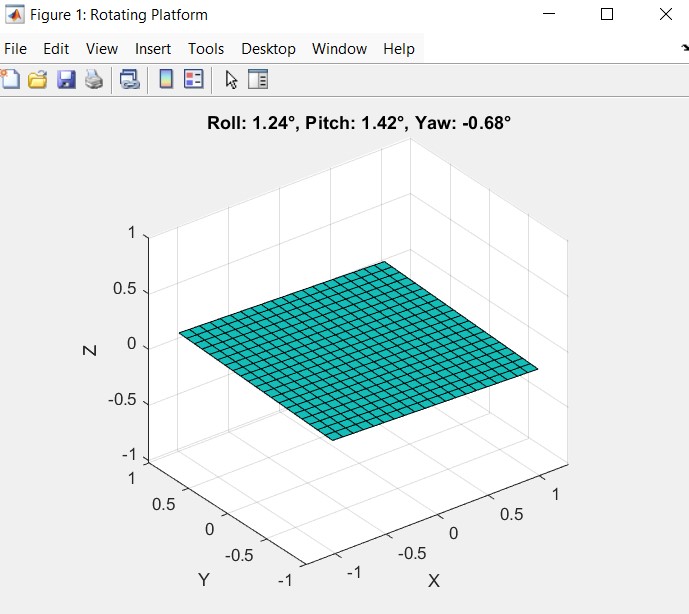 Figure 1: Rotating Platform
File Edit View Insert Tools Desktop Window Help
Roll: 1.24°, Pitch: 1.42°, Yaw: -0.68°
1
0.5
0
-0.5
-1
Z
1
0.5
0
-0.5
-1
Y
-1
-0.5
0
0.5
1
X